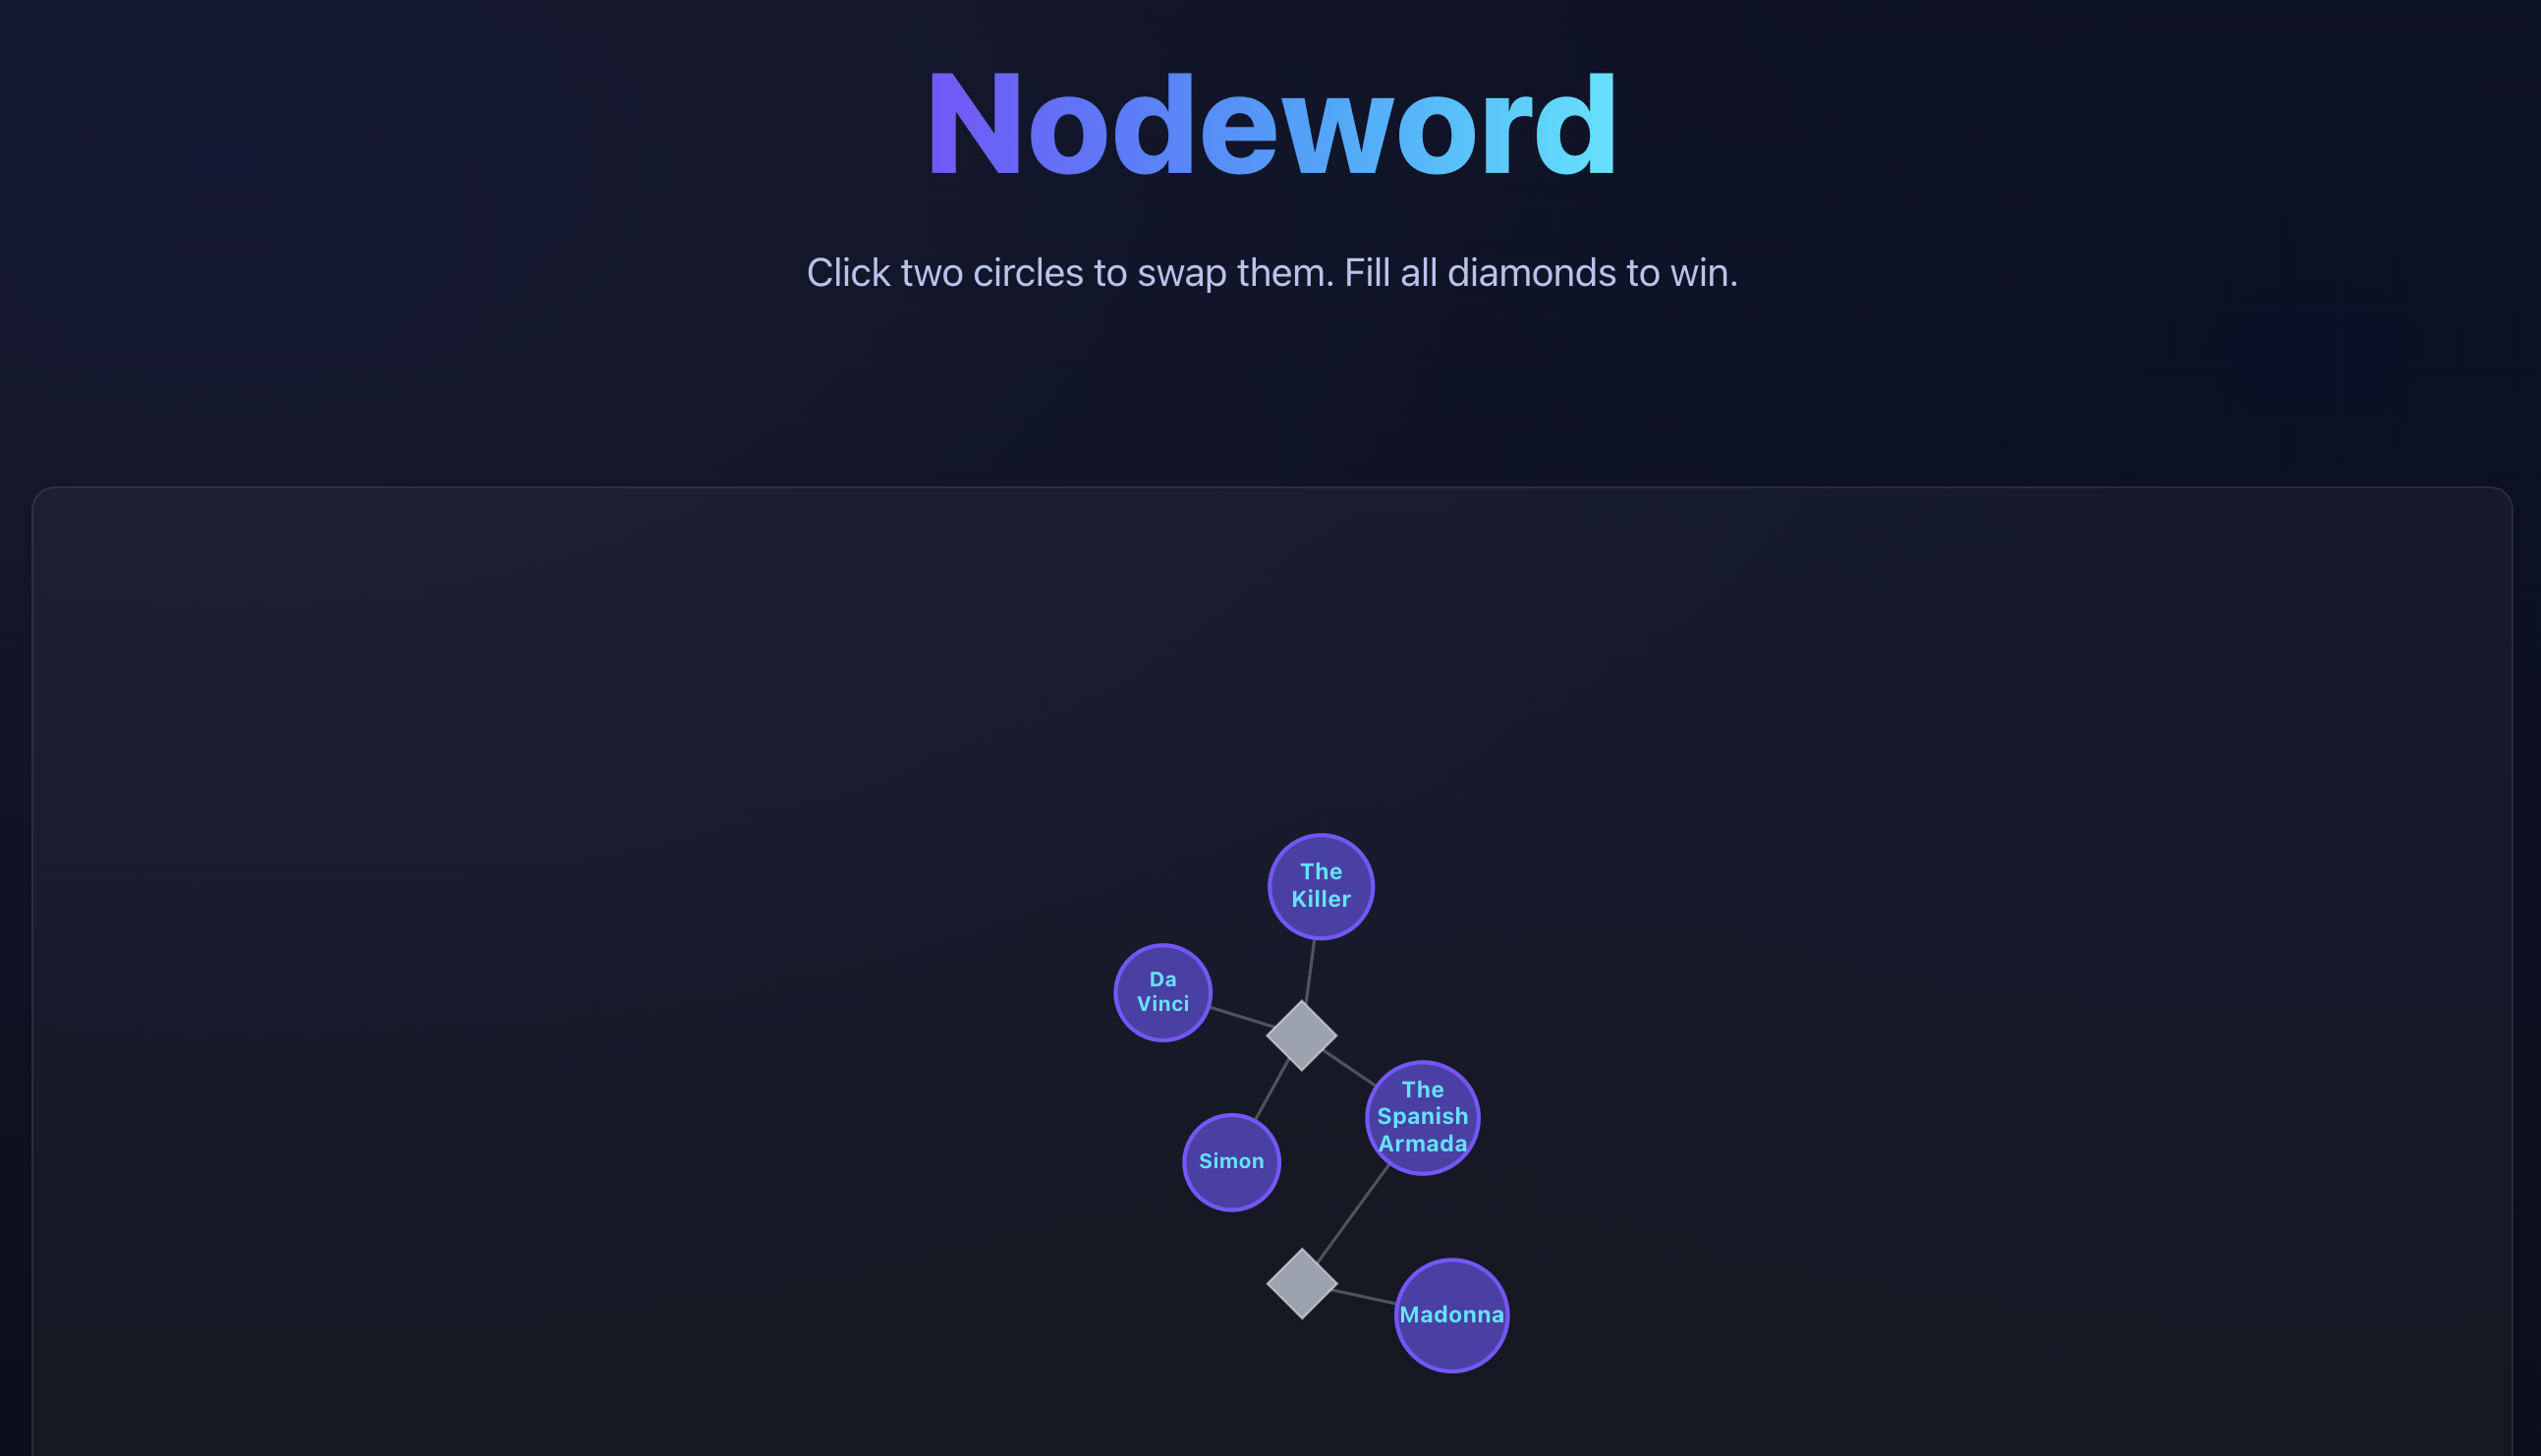 Nodeword
Click two circles to swap them. Fill all diamonds to win.
The
Killer
Da
Vinci
The
Spanish
Armada
Simon
Madonna